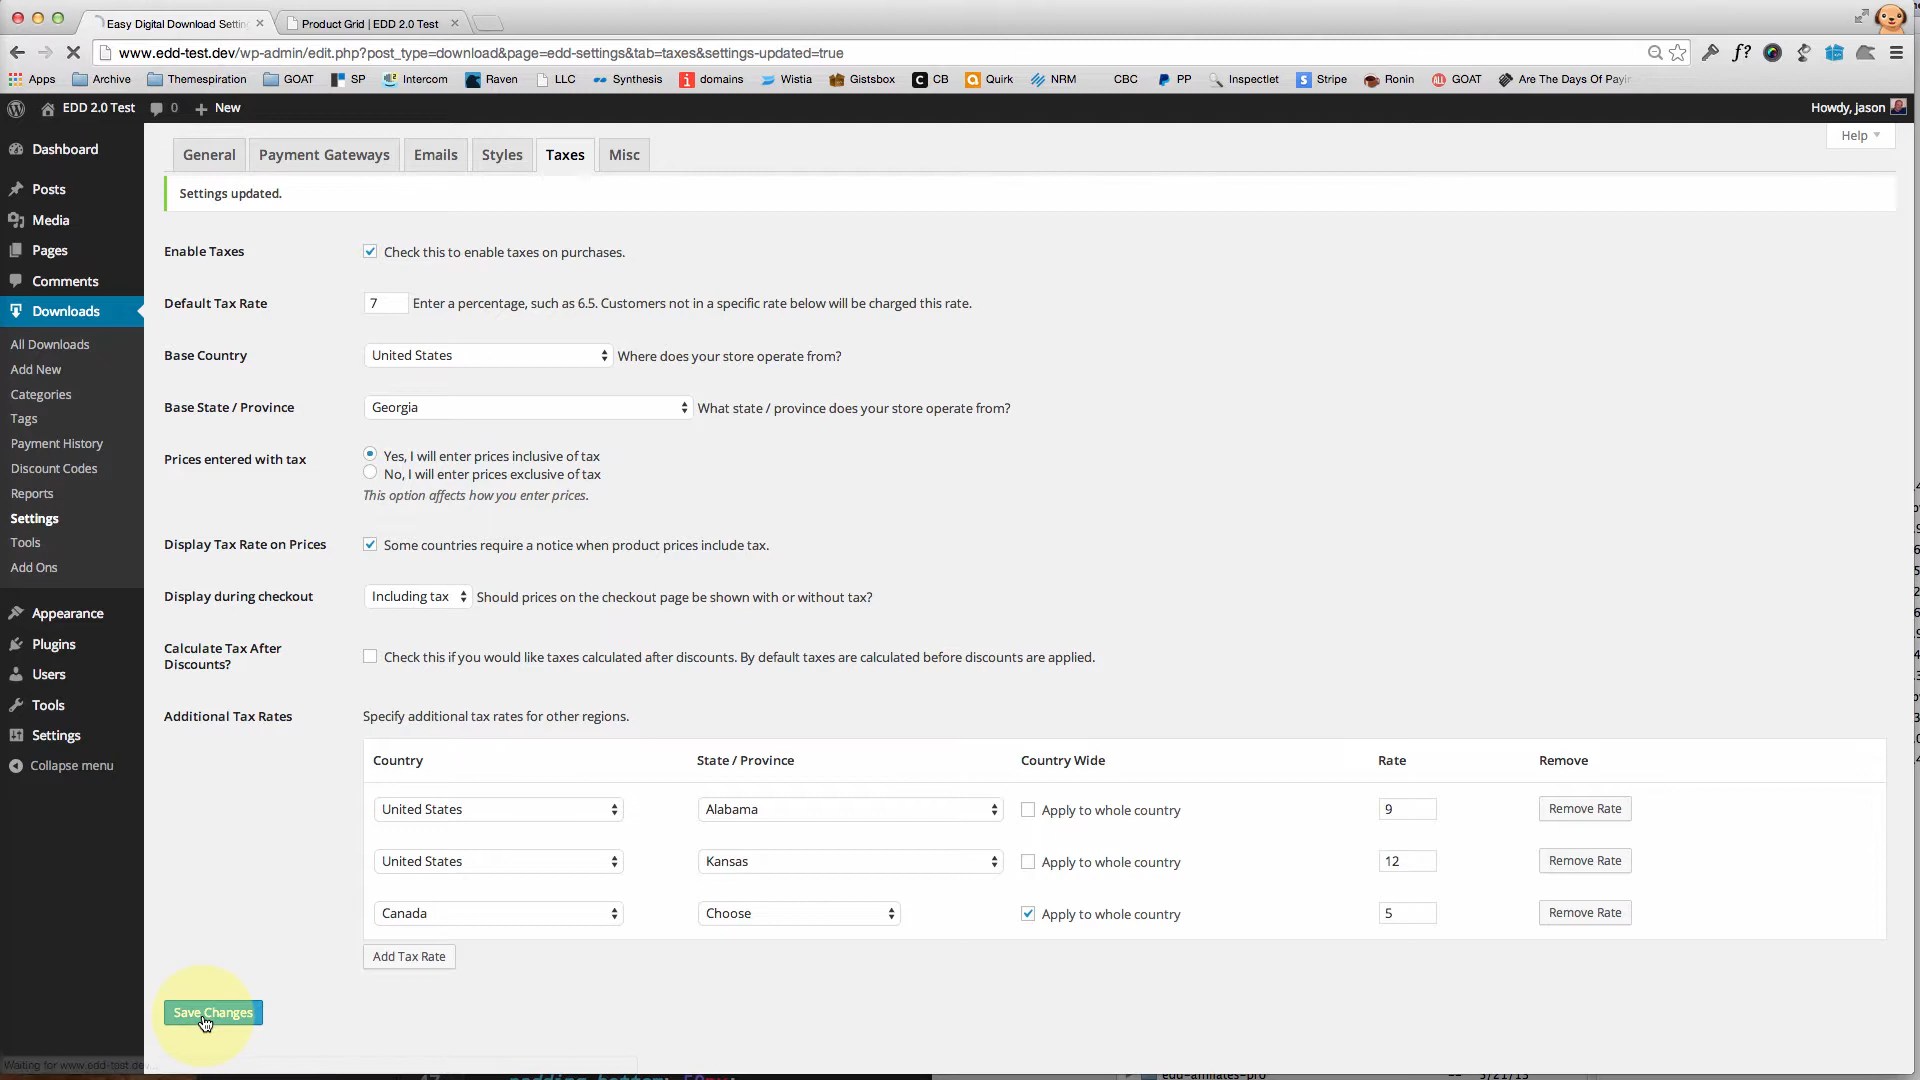 Easy Digital Download Settin
Product Grid | EDD 2.0 Test
www.edd-test.dev/wp-admin/edit.php?post_type=download&page=edd-settings&tab=taxes&settings-updated=true
Apps Archive Themespiration GOAT SP Intercom Raven LLC Synthesis domains Wistia Gistsbox CB Quirk NRM CBC PP Inspectlet Stripe Ronin GOAT Are The Days Of Payi
EDD 2.0 Test 0 + New Howdy, jason
Help
Dashboard
Posts
Media
Pages
Comments
Downloads
All Downloads
Add New
Categories
Tags
Payment History
Discount Codes
Reports
Settings
Tools
Add Ons
Appearance
Plugins
Users
Tools
Settings
Collapse menu
General Payment Gateways Emails Styles Taxes Misc
Settings updated.
Enable Taxes Check this to enable taxes on purchases.
Default Tax Rate 7 Enter a percentage, such as 6.5. Customers not in a specific rate below will be charged this rate.
Base Country United States Where does your store operate from?
Base State / Province Georgia What state / province does your store operate from?
Prices entered with tax Yes, I will enter prices inclusive of tax
No, I will enter prices exclusive of tax
This option affects how you enter prices.
Display Tax Rate on Prices Some countries require a notice when product prices include tax.
Display during checkout Including tax Should prices on the checkout page be shown with or without tax?
Calculate Tax After
Discounts? Check this if you would like taxes calculated after discounts. By default taxes are calculated before discounts are applied.
Additional Tax Rates Specify additional tax rates for other regions.
Country State / Province Country Wide Rate Remove
United States Alabama Apply to whole country 9 Remove Rate
United States Kansas Apply to whole country 12 Remove Rate
Canada Choose Apply to whole country 5 Remove Rate
Add Tax Rate
Save Changes
Waiting for www.edd-test.dev...